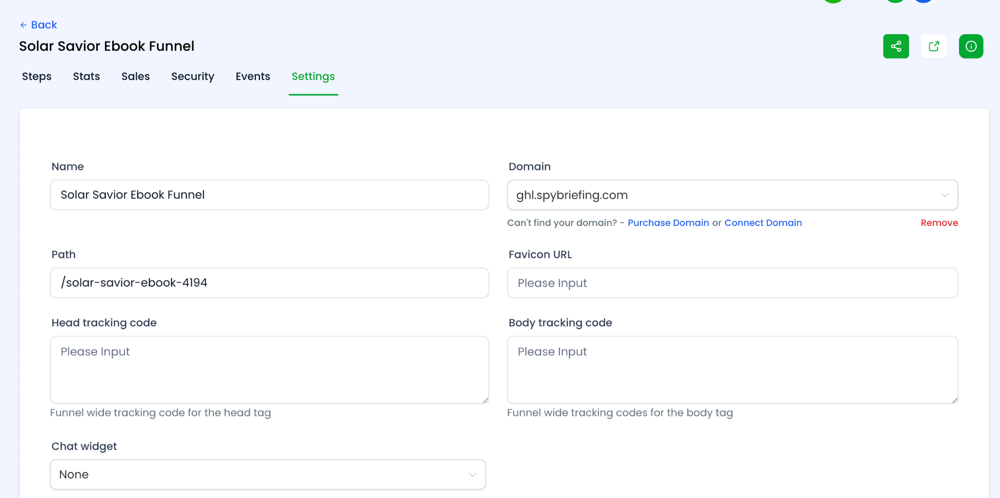 ← Back
Solar Savior Ebook Funnel
Steps Stats Sales Security Events Settings
Name
Solar Savior Ebook Funnel
Domain
ghl.spybriefing.com
Can't find your domain? - Purchase Domain or Connect Domain Remove
Path
/solar-savior-ebook-4194
Favicon URL
Please Input
Head tracking code
Please Input
Funnel wide tracking code for the head tag
Body tracking code
Please Input
Funnel wide tracking codes for the body tag
Chat widget
None